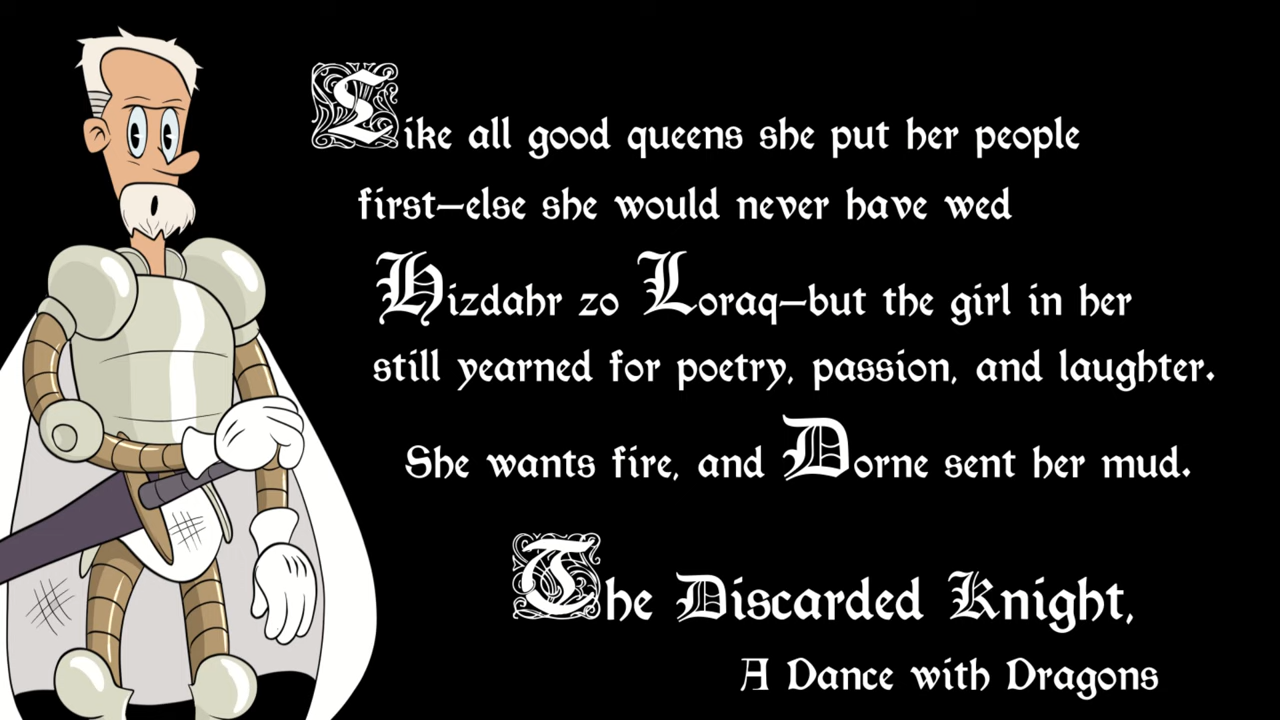 Like all good queens she put her people
first—else she would never have wed
Hizdahr zo Loraq—but the girl in her
still yearned for poetry, passion, and laughter.
She wants fire, and Dorne sent her mud.
The Discarded Knight,
A Dance with Dragons